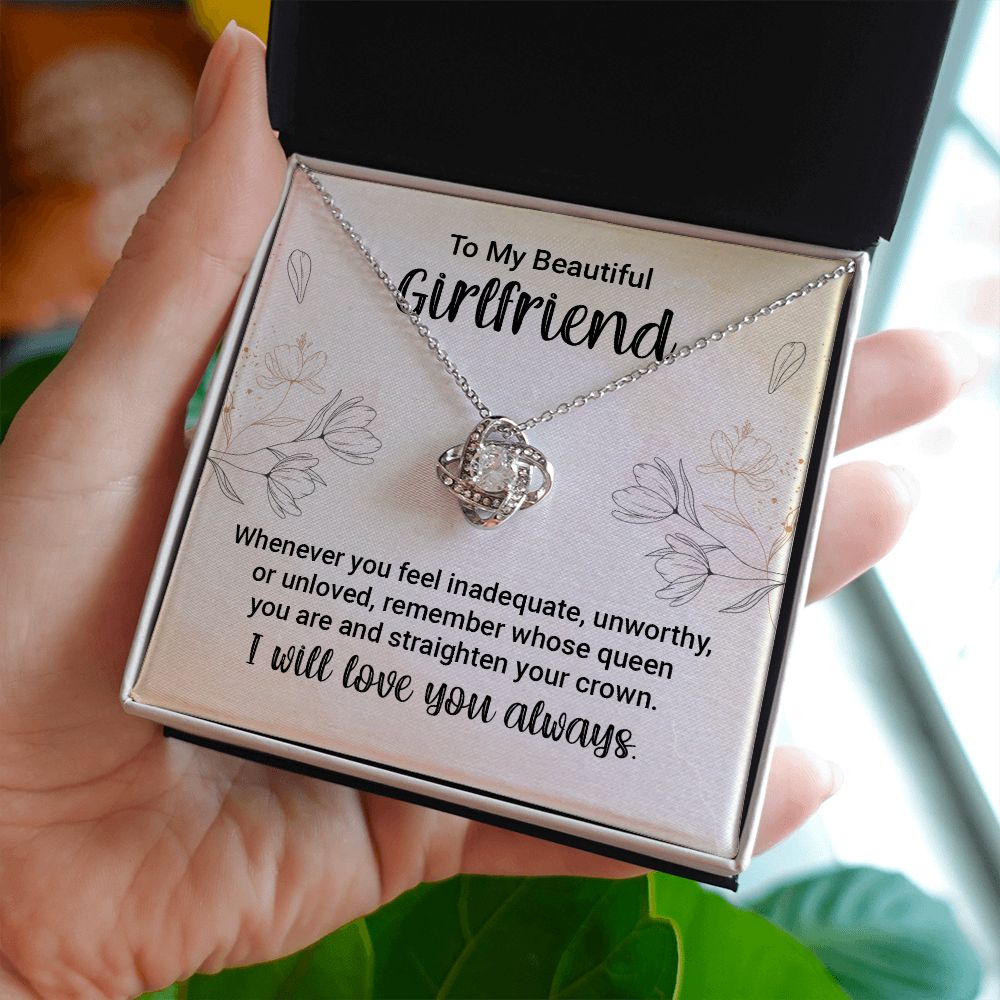 To My Beautiful
Girlfriend
Whenever you feel inadequate, unworthy,
or unloved, remember whose queen
you are and straighten your crown.
I will love you always.